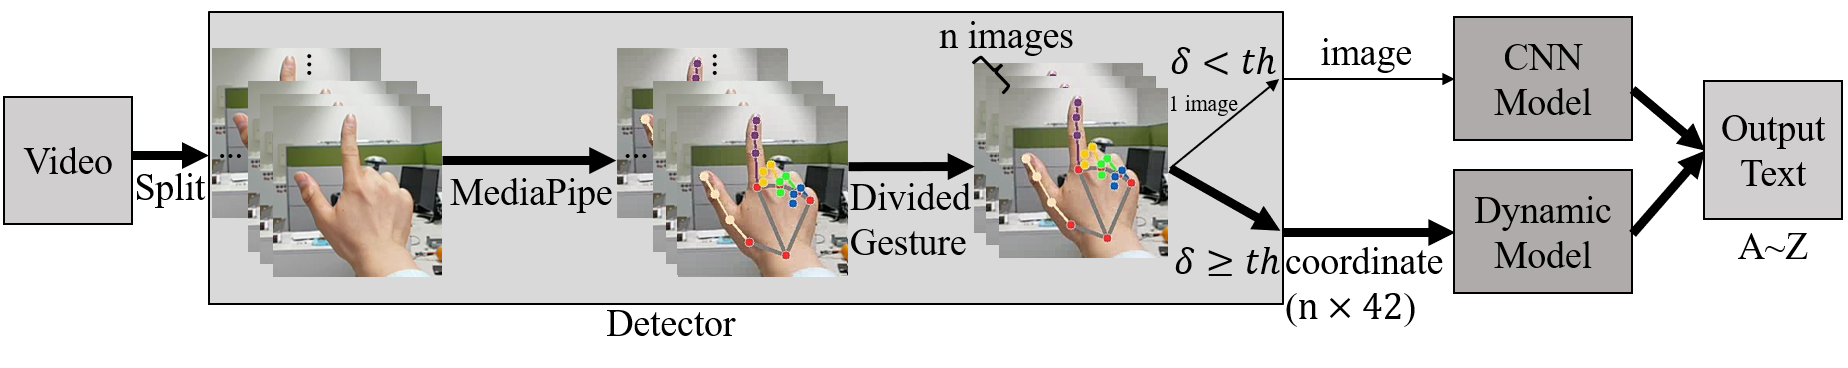 Video
Split
...
MediaPipe
...
Divided
Gesture
n images
δ < th
1 image
δ ≥ th
image
coordinate
(n × 42)
CNN
Model
Dynamic
Model
Output
Text
A~Z
Detector